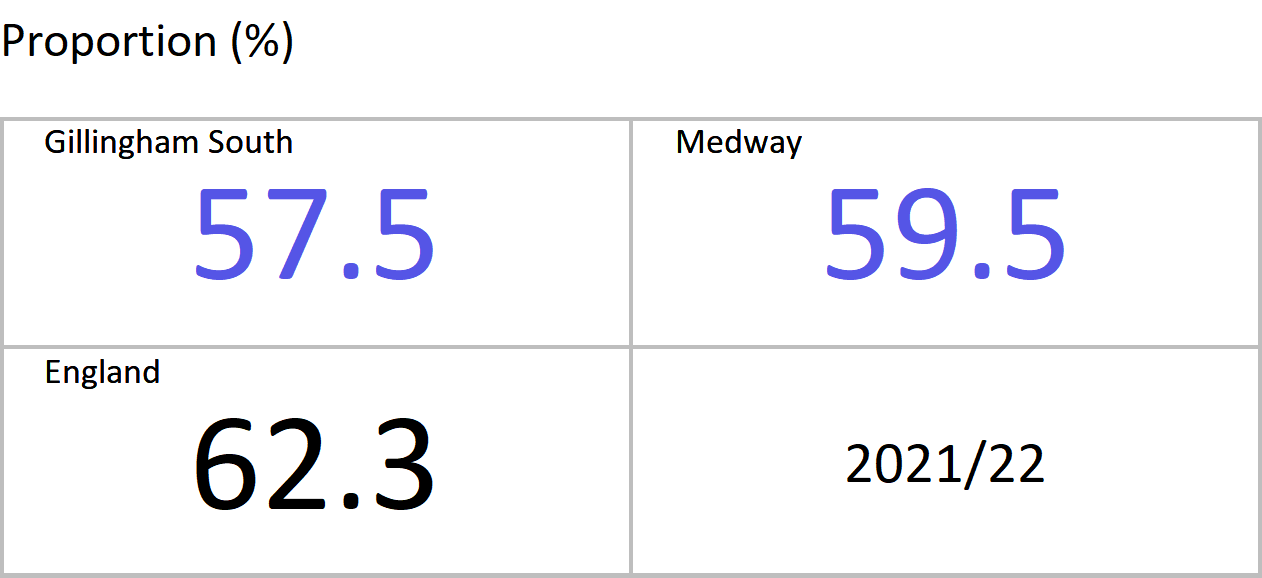 Proportion (%)
Gillingham South
Medway
57.5
59.5
England
62.3
2021/22